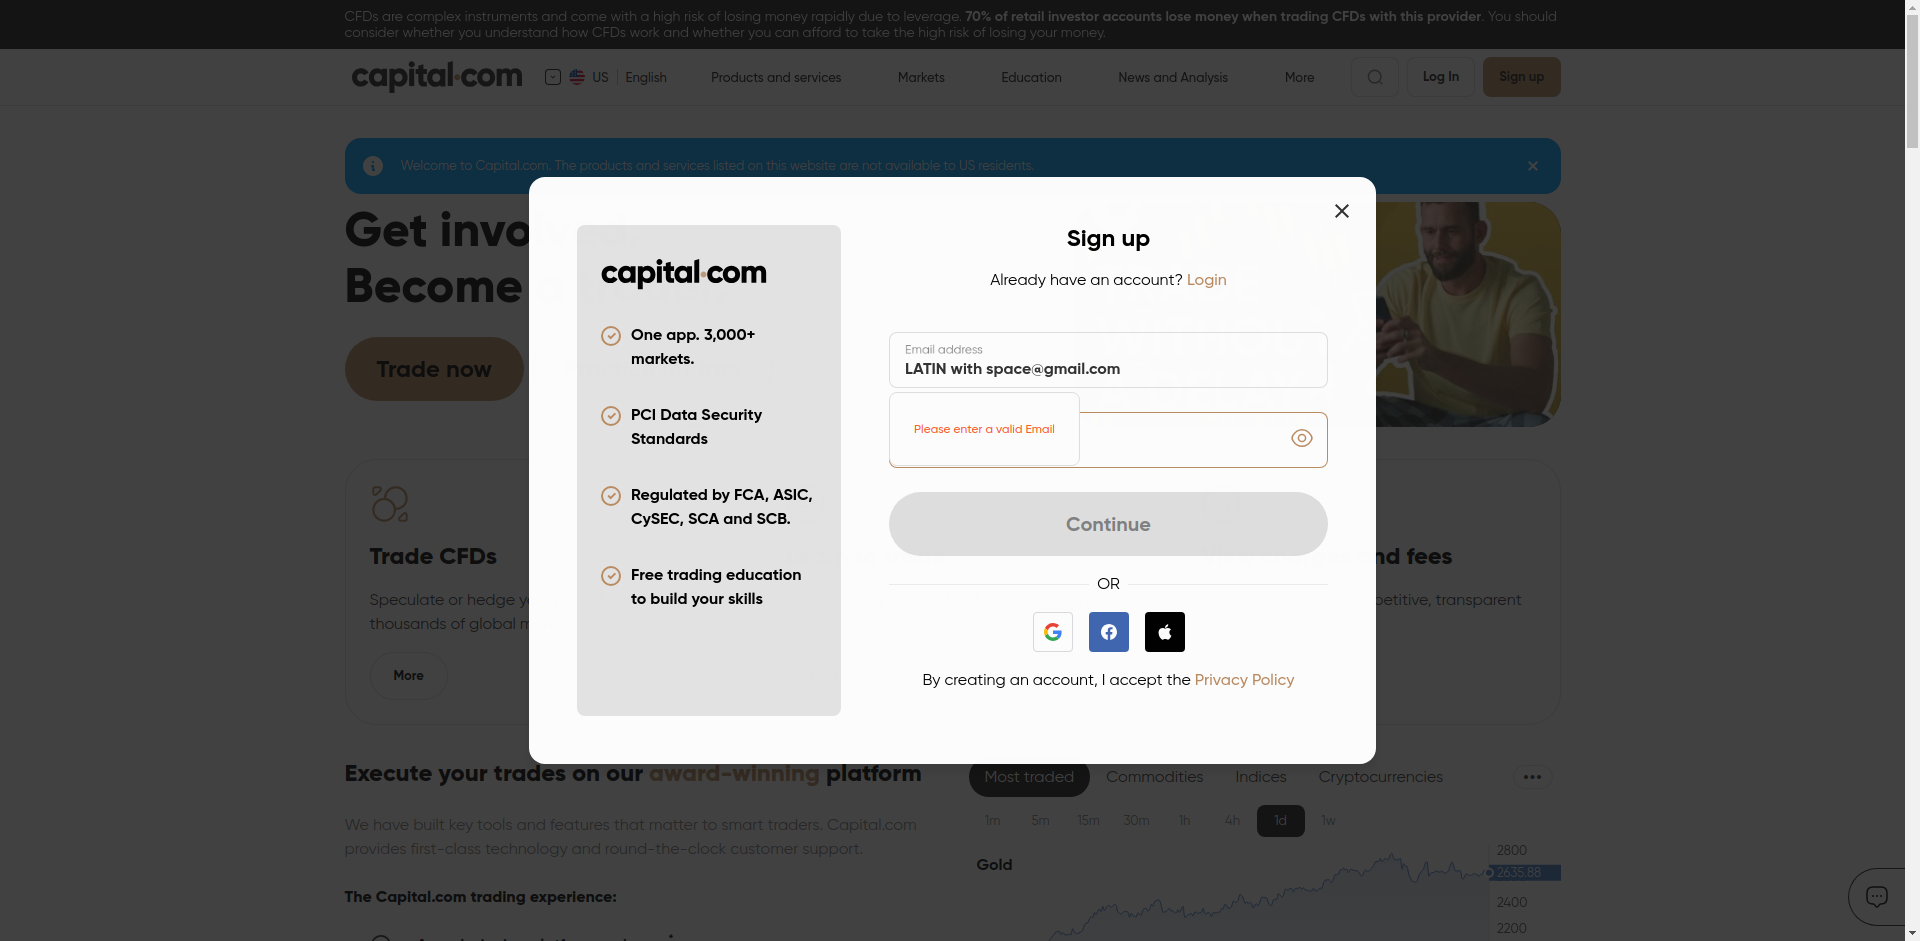 CFDs are complex instruments and come with a high risk of losing money rapidly due to leverage. 70% of retail investor accounts lose money when trading CFDs with this provider. You should
consider whether you understand how CFDs work and whether you can afford to take the high risk of losing your money.
capital.com
US
English
Products and services
Markets
Education
News and Analysis
More
Log In
Sign up
Welcome to Capital.com. The products and services listed on this website are not available to US residents.
Get invo
Become
Trade now
capital.com
One app. 3,000+
markets.
PCI Data Security
Standards
Regulated by FCA, ASIC,
CySEC, SCA and SCB.
Free trading education
to build your skills
Sign up
Already have an account? Login
Email address
LATIN with space@gmail.com
Please enter a valid Email
Continue
OR
By creating an account, I accept the Privacy Policy
Trade CFDs
Speculate or hedge
thousands of global
More
nd fees
petitive, transparent
Execute your trades on our award-winning platform
We have built key tools and features that matter to smart traders. Capital.com
provides first-class technology and round-the-clock customer support.
The Capital.com trading experience:
Most traded
Commodities
Indices
Cryptocurrencies
1m
5m
15m
30m
1h
4h
1d
1w
Gold
2800
2635.88
2400
2200